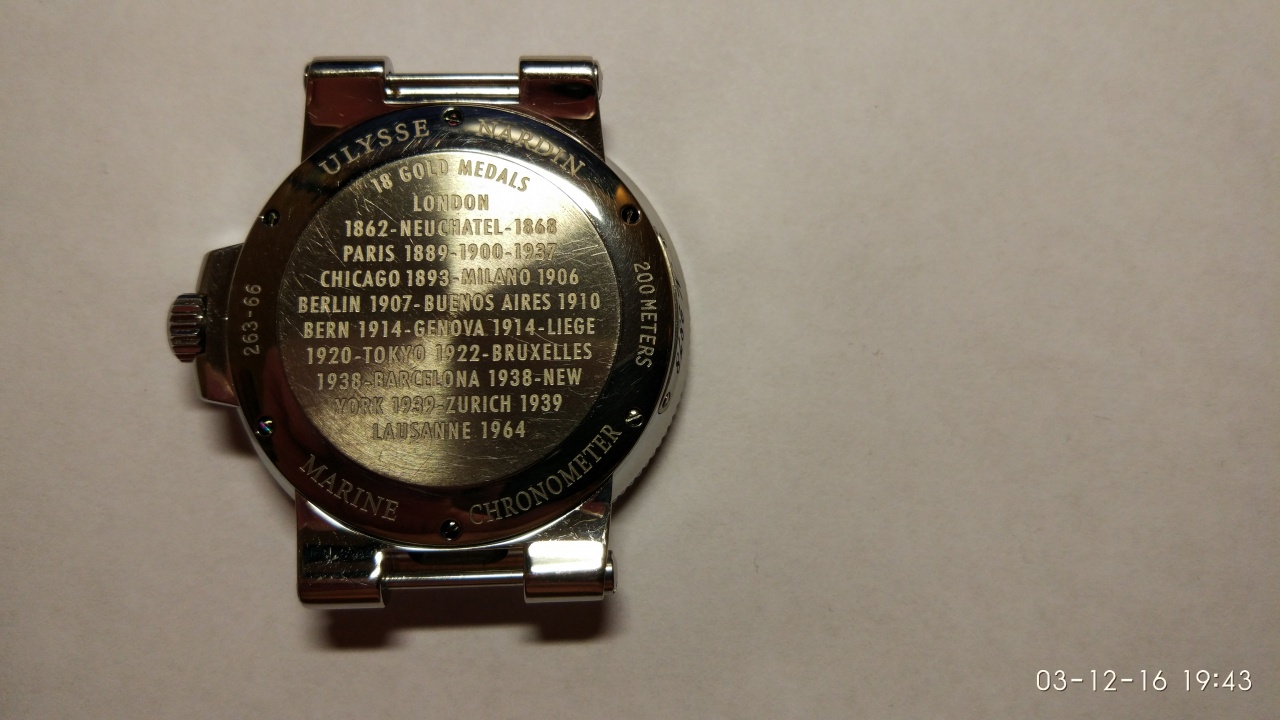 ULYSSE NARDIN
18 GOLD MEDALS
LONDON
1862-NEUCHATEL-1868
PARIS 1889-1900-1937
CHICAGO 1893-MILANO 1906
BERLIN 1907-BUENOS AIRES 1910
BERN 1914-GENOVA 1914-LIEGE
1920-TOKYO 1922-BRUXELLES
1938-BARCELONA 1938-NEW
YORK 1939-ZURICH 1939
LAUSANNE 1964
263-66
200 METERS
MARINE CHRONOMETER
03-12-16 19:43